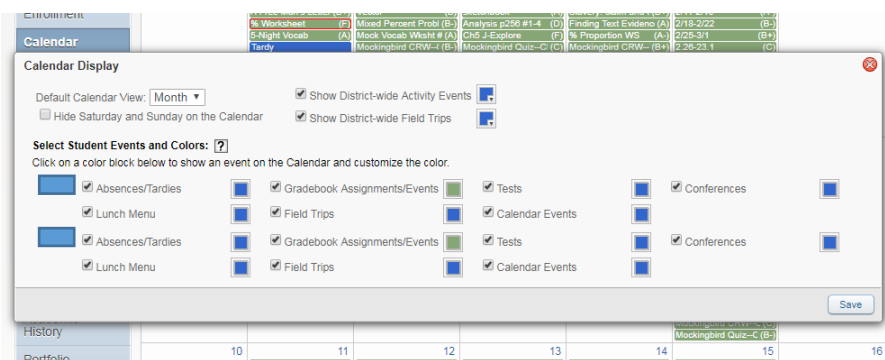 Enrollment
% Worksheet (F) Mixed Percent Probl (B-) Analysis p256 #1-4 (D) Finding Text Evidenc (A) 2/18-2/22 (B-)
5-Night Vocab (A) Mock Vocab Wksht # (A) Ch5 J-Explore (F) % Proportion WS (A-) 2/25-3/1 (B+)
Calendar
Tardy Mockingbird CRW--I (B-) Mockingbird Quiz--Cl (C) Mockingbird CRW-- (B+) 2.26-23.1 (C)
Calendar Display
Default Calendar View: Month
Show District-wide Activity Events
Hide Saturday and Sunday on the Calendar
Show District-wide Field Trips
Select Student Events and Colors: ?
Click on a color block below to show an event on the Calendar and customize the color.
Absences/Tardies Gradebook Assignments/Events Tests Conferences
Lunch Menu Field Trips Calendar Events
Absences/Tardies Gradebook Assignments/Events Tests Conferences
Lunch Menu Field Trips Calendar Events
Save
History
Mockingbird Quiz--C (B-)
Portfolio
10 11 12 13 14 15 16